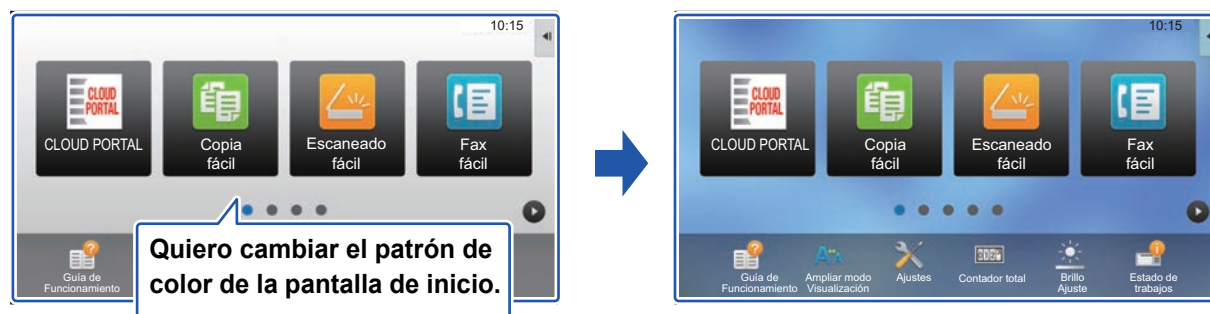 10:15
CLOUD
PORTAL
CLOUD PORTAL
Copia
fácil
Escaneado
fácil
Fax
fácil
Quiero cambiar el patrón de
color de la pantalla de inicio.
Guía de
Funcionamiento
10:15
CLOUD
PORTAL
CLOUD PORTAL
Copia
fácil
Escaneado
fácil
Fax
fácil
Guía de
Funcionamiento
Ampliar modo
Visualización
Ajustes
Contador total
Brillo
Ajuste
Estado de
trabajos